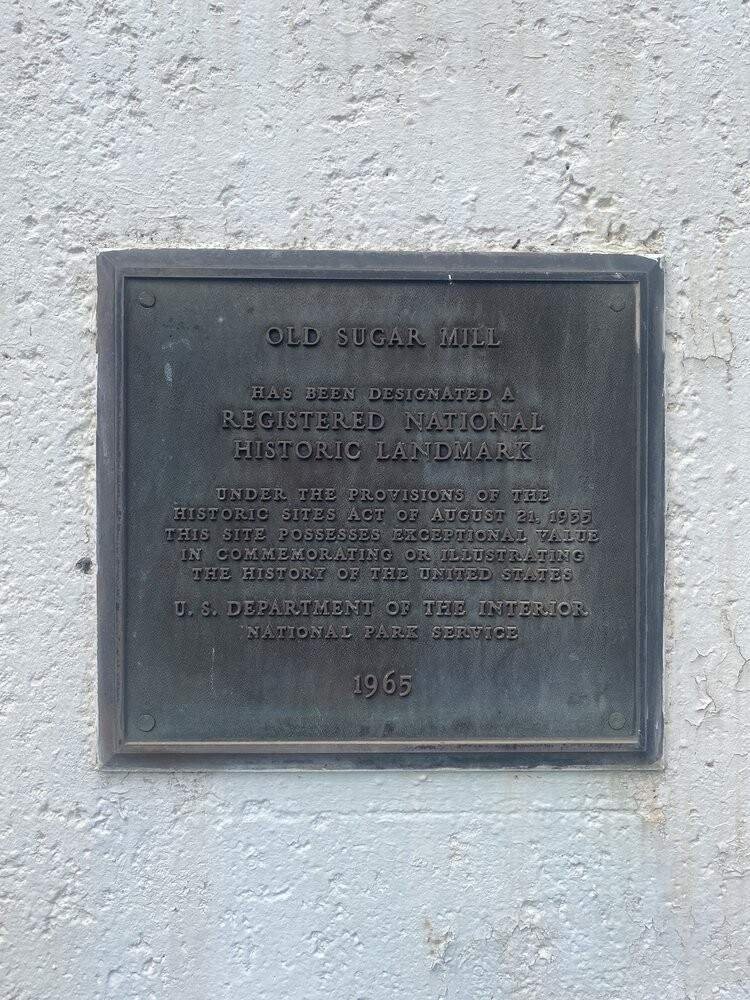 OLD SUGAR MILL
HAS BEEN DESIGNATED A
REGISTERED NATIONAL
HISTORIC LANDMARK
UNDER THE PROVISIONS OF THE
HISTORIC SITES ACT OF AUGUST 21, 1935
THIS SITE POSSESSES EXCEPTIONAL VALUE
IN COMMEMORATING OR ILLUSTRATING
THE HISTORY OF THE UNITED STATES
U. S. DEPARTMENT OF THE INTERIOR
NATIONAL PARK SERVICE
1965